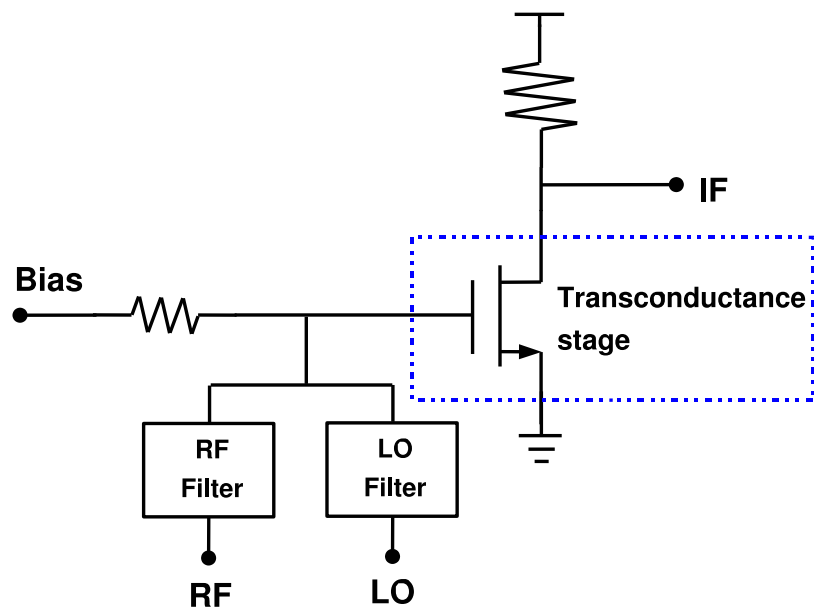 IF
Bias
Transconductance
stage
RF
Filter
LO
Filter
RF
LO